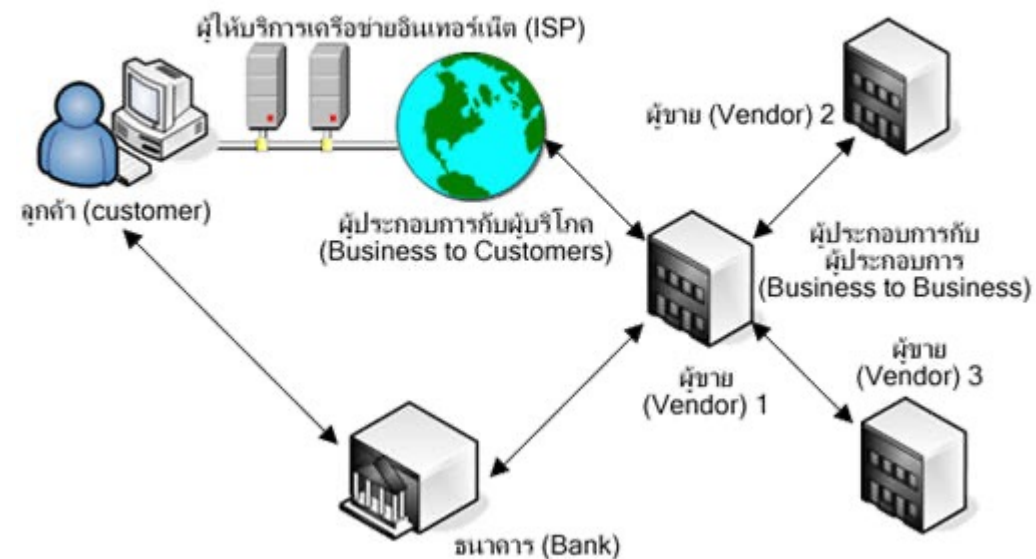 ผู้ให้บริการเครือข่ายอินเทอร์เน็ต (ISP)
ผู้ขาย (Vendor) 2
ลูกค้า (customer)
ผู้ประกอบการกับผู้บริโภค
(Business to Customers)
ผู้ประกอบการกับ
ผู้ประกอบการ
(Business to Business)
ผู้ขาย
(Vendor) 1
ผู้ขาย
(Vendor) 3
ธนาคาร (Bank)